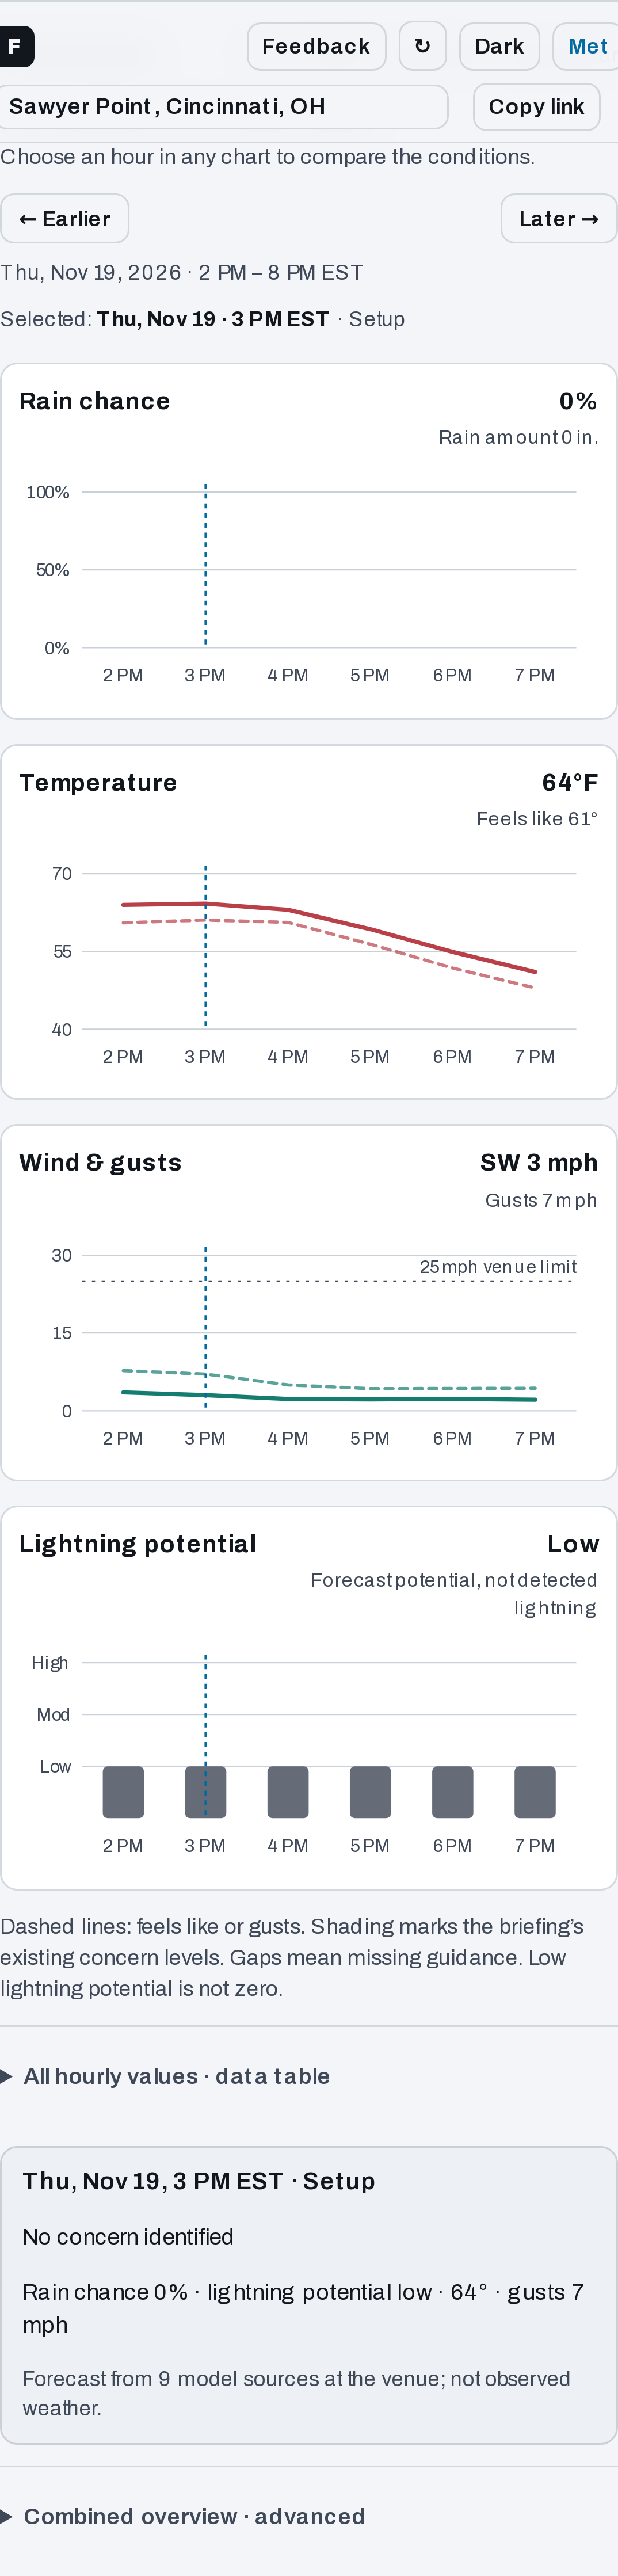 F
Feedback
↻
Dark
Met
Sawyer Point, Cincinnati, OH
Copy link
Choose an hour in any chart to compare the conditions.
← Earlier
Later →
Thu, Nov 19, 2026 · 2 PM – 8 PM EST
Selected: Thu, Nov 19 · 3 PM EST · Setup
Rain chance
0%
Rain amount 0 in.
100%
50%
0%
2 PM 3 PM 4 PM 5 PM 6 PM 7 PM
Temperature
64°F
Feels like 61°
70
55
40
2 PM 3 PM 4 PM 5 PM 6 PM 7 PM
Wind & gusts
SW 3 mph
Gusts 7 mph
30
25 mph venue limit
15
0
2 PM 3 PM 4 PM 5 PM 6 PM 7 PM
Lightning potential
Low
Forecast potential, not detected
lightning
High
Mod
Low
2 PM 3 PM 4 PM 5 PM 6 PM 7 PM
Dashed lines: feels like or gusts. Shading marks the briefing’s
existing concern levels. Gaps mean missing guidance. Low
lightning potential is not zero.
▶ All hourly values · data table
Thu, Nov 19, 3 PM EST · Setup
No concern identified
Rain chance 0% · lightning potential low · 64° · gusts 7
mph
Forecast from 9 model sources at the venue; not observed
weather.
▶ Combined overview · advanced